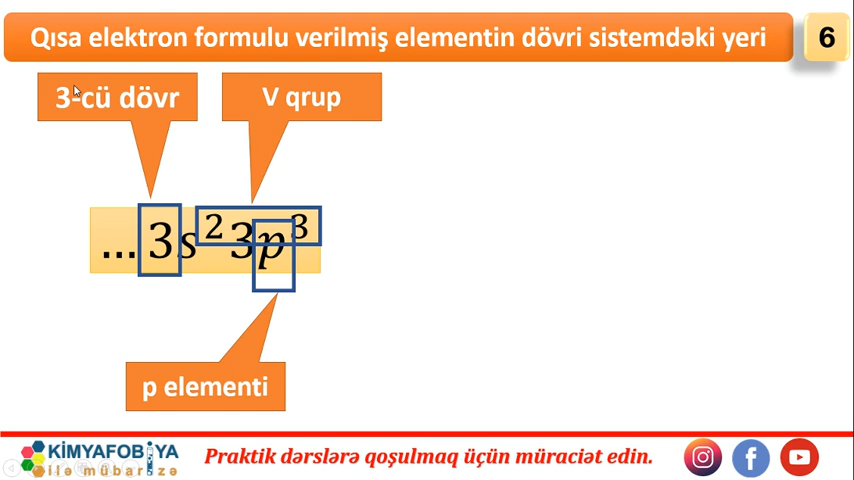 Qısa elektron formulu verilmiş elementin dövri sistemdəki yeri
6
3-cü dövr
V qrup
...3s²3p³
p elementi
KİMYAFOBİYA
ilə mübarizə
Praktik dərslərə qoşulmaq üçün müraciət edin.